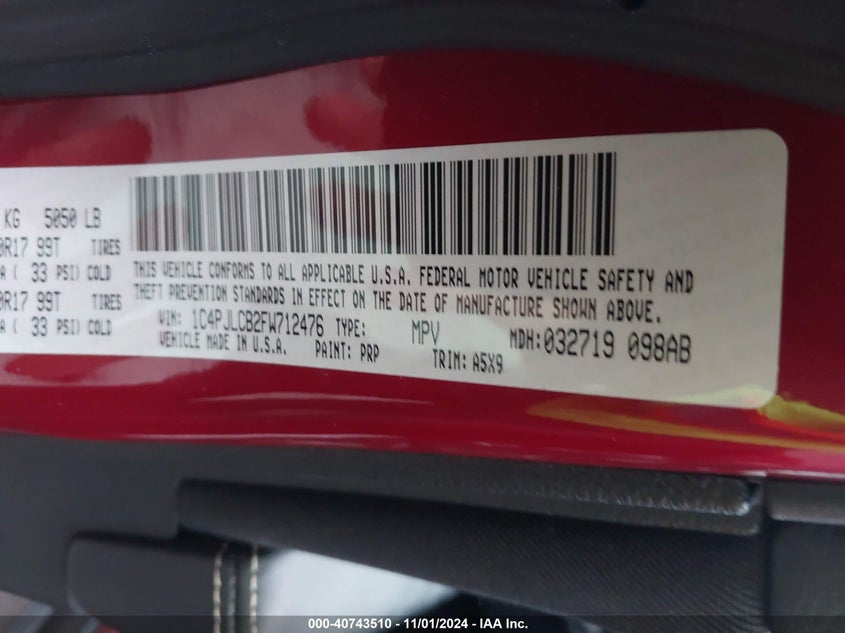 KG 5050 LB
0R17 99T TIRES
A ( 33 PSI) COLD
0R17 99T TIRES
A ( 33 PSI) COLD
THIS VEHICLE CONFORMS TO ALL APPLICABLE U.S.A. FEDERAL MOTOR VEHICLE SAFETY AND
THEFT PREVENTION STANDARDS IN EFFECT ON THE DATE OF MANUFACTURE SHOWN ABOVE.
VIN: 1C4PJLCB2FW712476 TYPE: MPV MDH:032719 098AB
VEHICLE MADE IN U.S.A. PAINT: PRP TRIM: A5X9
000-40743510 - 11/01/2024 - IAA Inc.